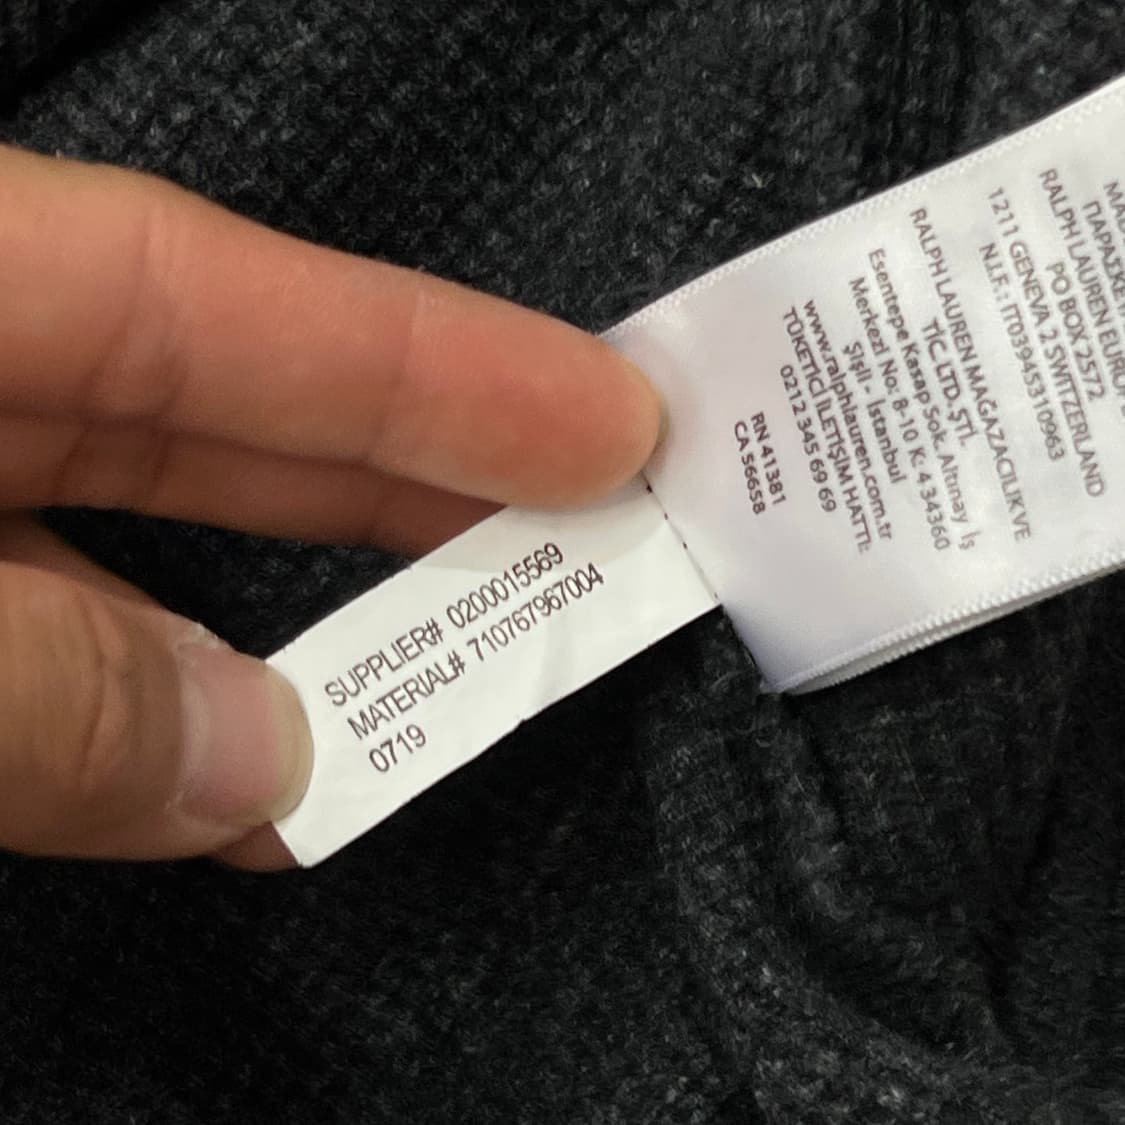 SUPPLIER# 0200015569
MATERIAL# 710767967004
0719
RALPH LAUREN
PO BOX 2572
1211 GENEVA 2 SWITZERLAND
N.I.F.: IT03945310963
RALPH LAUREN MAĞAZACILIK VE
TİC.LTD.ŞTİ.
Esentepe Kasap Sok. Altınay İş
Merkezi No: 8-10 K: 4 34360
Şişli - İstanbul
www.ralphlauren.com.tr
TÜKETİCİ İLETİŞİM HATTI:
0212 345 69 69
RN 41381
CA 56658